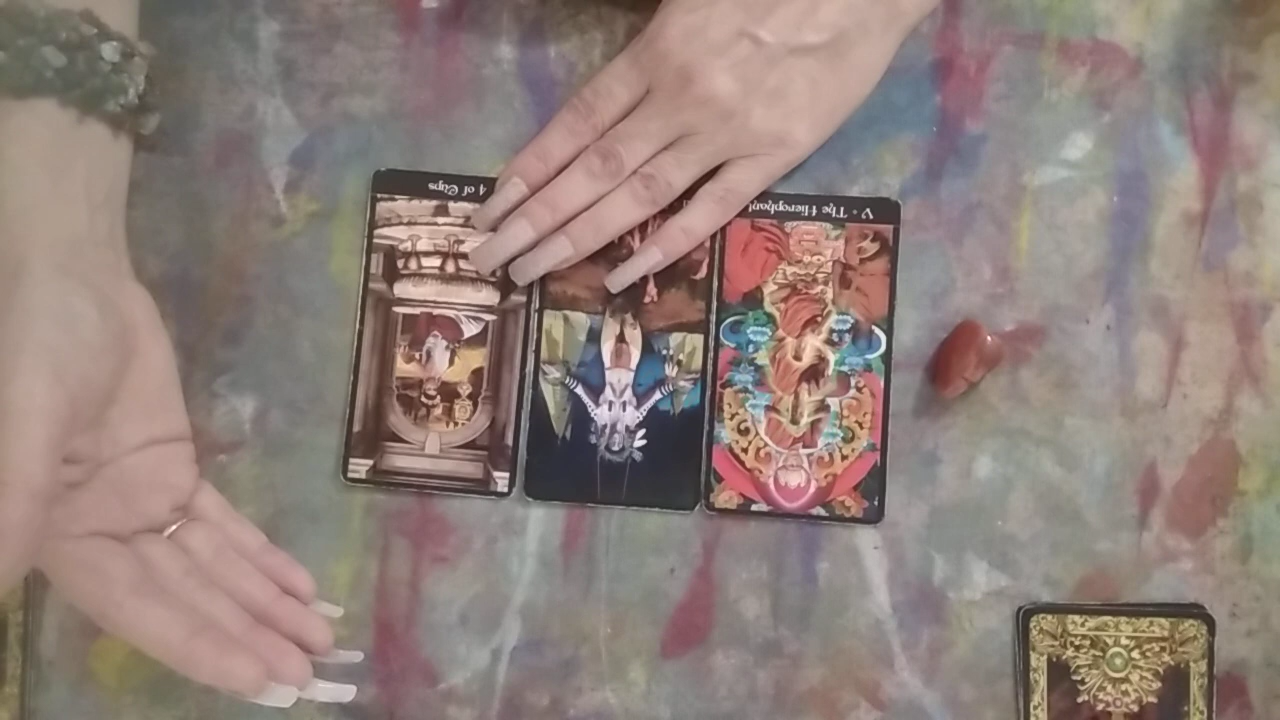 4 of Cups
V • The Hierophant